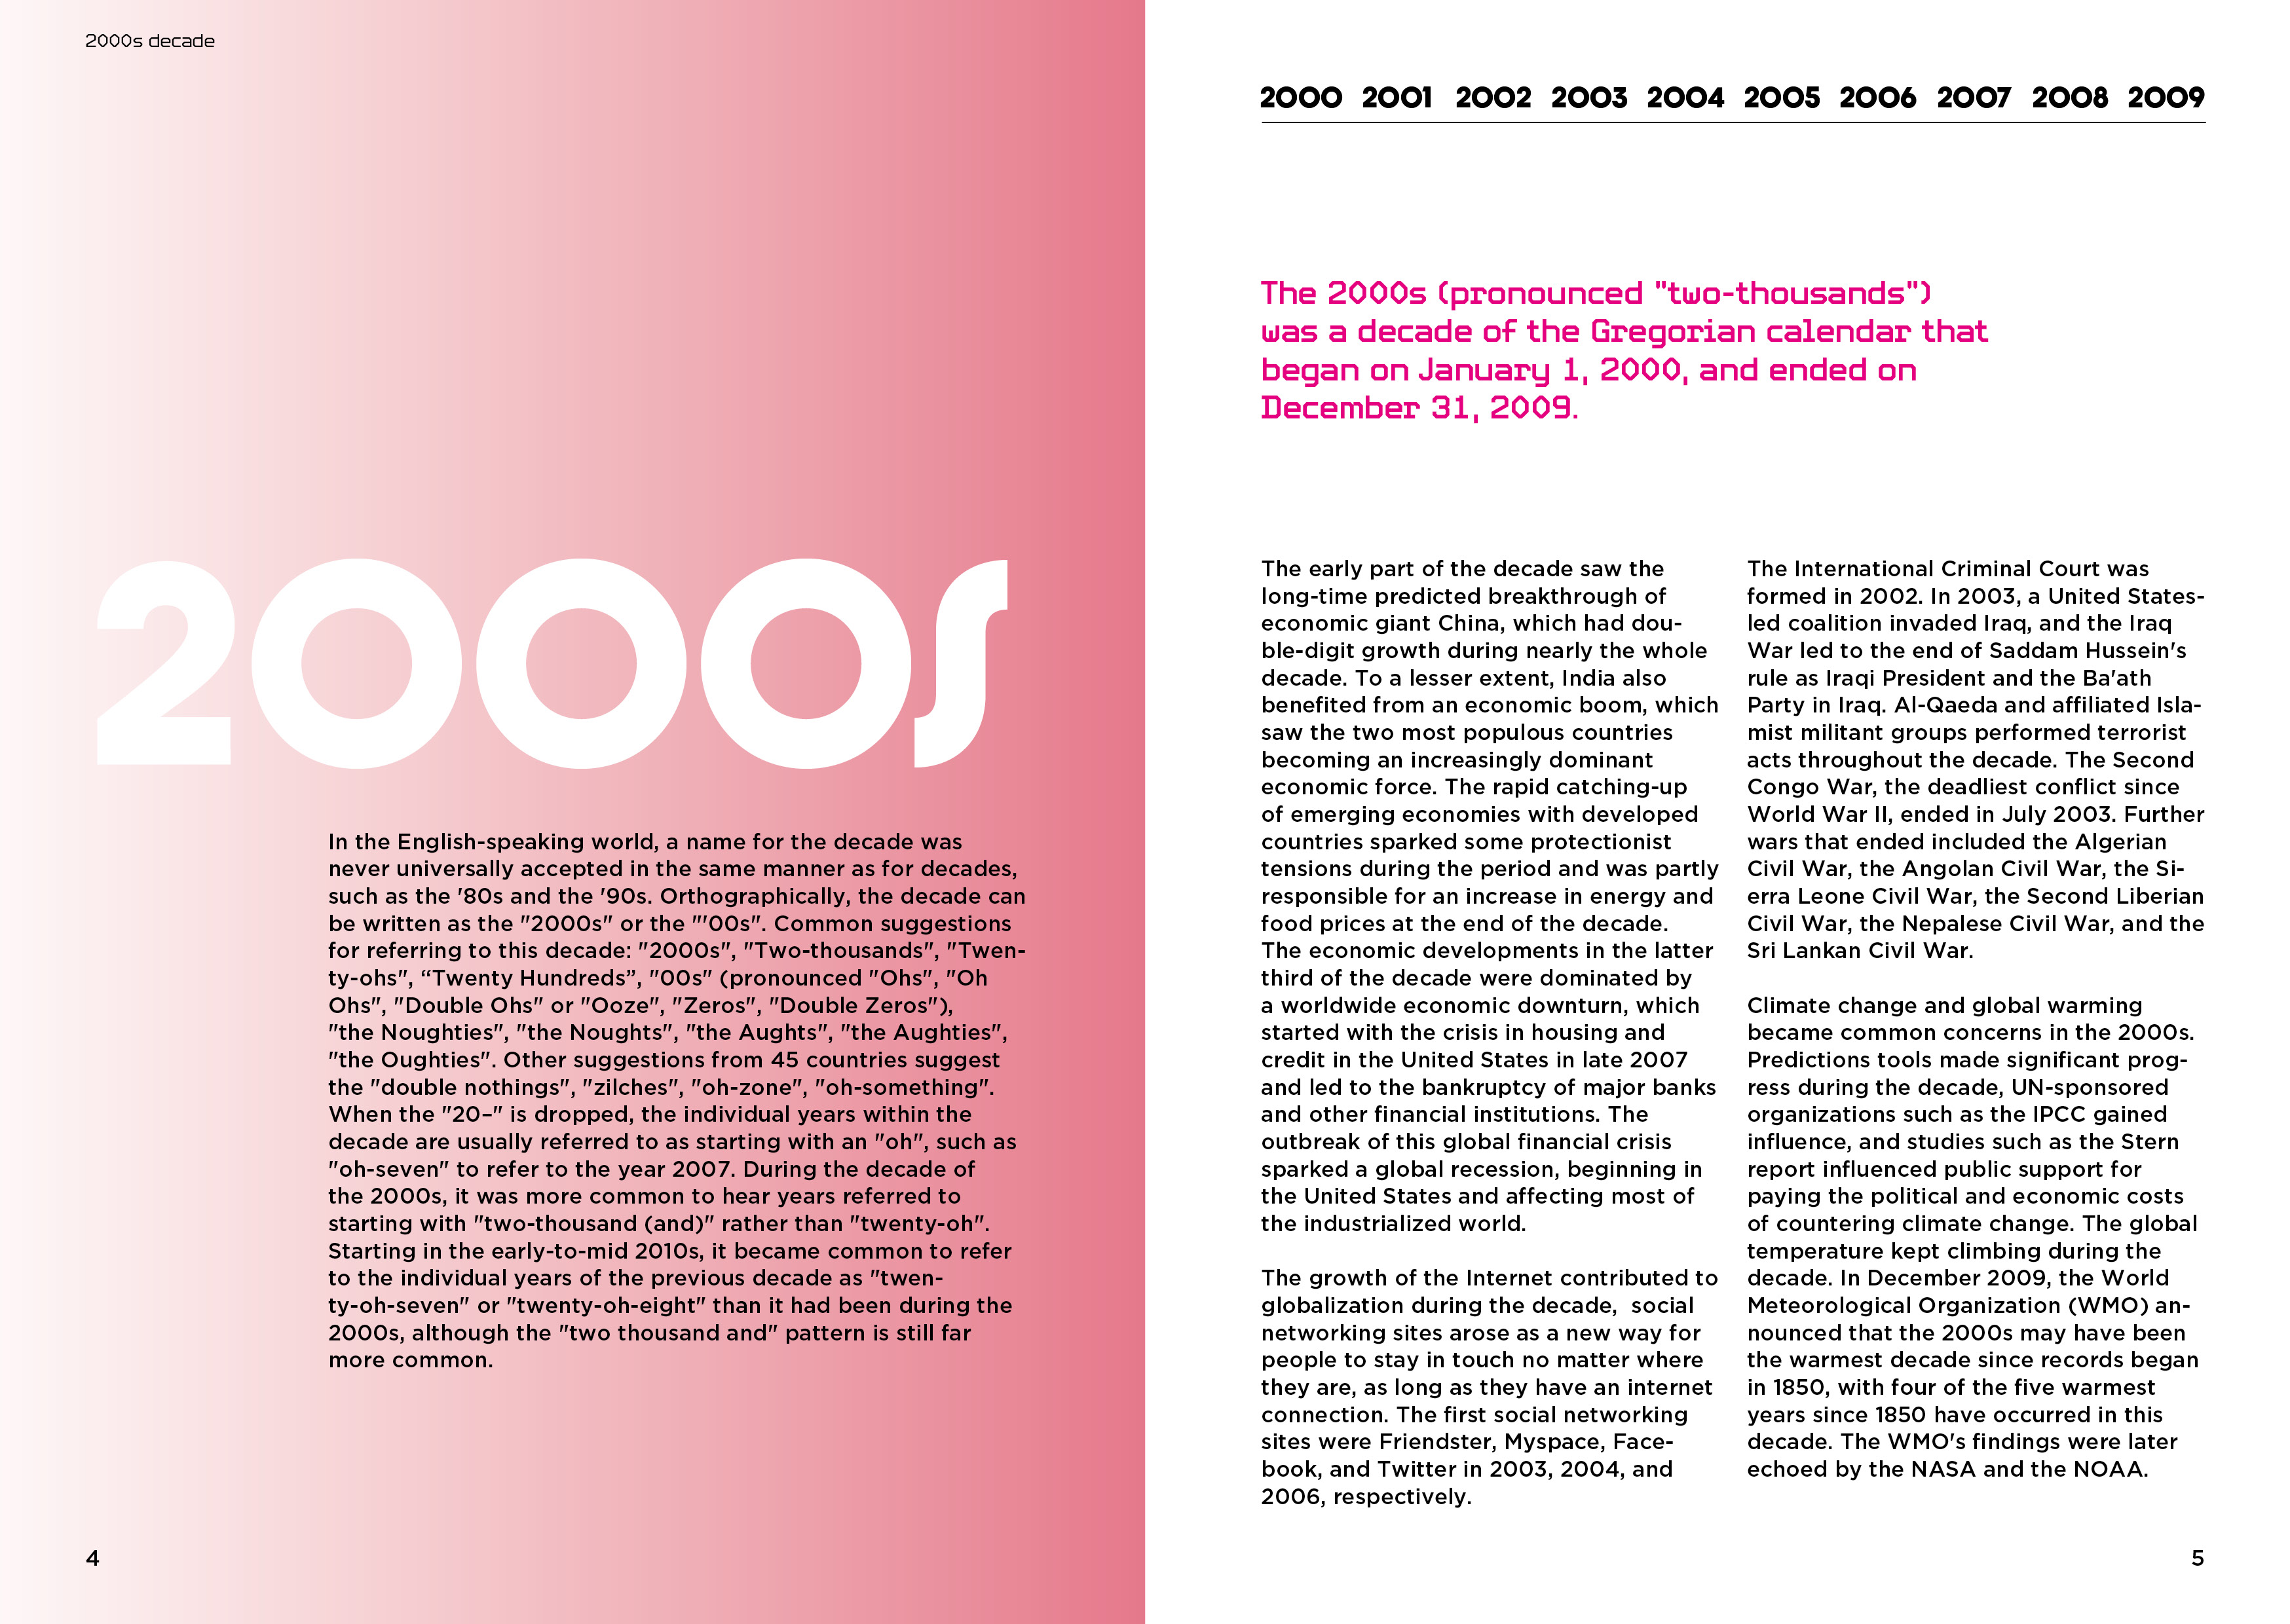 2000s decade
2000s
In the English-speaking world, a name for the decade was
never universally accepted in the same manner as for decades,
such as the '80s and the '90s. Orthographically, the decade can
be written as the "2000s" or the "'00s". Common suggestions
for referring to this decade: "2000s", "Two-thousands", "Twen-
ty-ohs", “Twenty Hundreds”, "00s" (pronounced "Ohs", "Oh
Ohs", "Double Ohs" or "Ooze", "Zeros", "Double Zeros"),
"the Noughties", "the Noughts", "the Aughts", "the Aughties",
"the Oughties". Other suggestions from 45 countries suggest
the "double nothings", "zilches", "oh-zone", "oh-something".
When the "20–" is dropped, the individual years within the
decade are usually referred to as starting with an "oh", such as
"oh-seven" to refer to the year 2007. During the decade of
the 2000s, it was more common to hear years referred to
starting with "two-thousand (and)" rather than "twenty-oh".
Starting in the early-to-mid 2010s, it became common to refer
to the individual years of the previous decade as "twen-
ty-oh-seven" or "twenty-oh-eight" than it had been during the
2000s, although the "two thousand and" pattern is still far
more common.
4
2000 2001 2002 2003 2004 2005 2006 2007 2008 2009
The 2000s (pronounced "two-thousands")
was a decade of the Gregorian calendar that
began on January 1, 2000, and ended on
December 31, 2009.
The early part of the decade saw the
long-time predicted breakthrough of
economic giant China, which had dou-
ble-digit growth during nearly the whole
decade. To a lesser extent, India also
benefited from an economic boom, which
saw the two most populous countries
becoming an increasingly dominant
economic force. The rapid catching-up
of emerging economies with developed
countries sparked some protectionist
tensions during the period and was partly
responsible for an increase in energy and
food prices at the end of the decade.
The economic developments in the latter
third of the decade were dominated by
a worldwide economic downturn, which
started with the crisis in housing and
credit in the United States in late 2007
and led to the bankruptcy of major banks
and other financial institutions. The
outbreak of this global financial crisis
sparked a global recession, beginning in
the United States and affecting most of
the industrialized world.
The growth of the Internet contributed to
globalization during the decade,  social
networking sites arose as a new way for
people to stay in touch no matter where
they are, as long as they have an internet
connection. The first social networking
sites were Friendster, Myspace, Face-
book, and Twitter in 2003, 2004, and
2006, respectively.
The International Criminal Court was
formed in 2002. In 2003, a United States-
led coalition invaded Iraq, and the Iraq
War led to the end of Saddam Hussein's
rule as Iraqi President and the Ba'ath
Party in Iraq. Al-Qaeda and affiliated Isla-
mist militant groups performed terrorist
acts throughout the decade. The Second
Congo War, the deadliest conflict since
World War II, ended in July 2003. Further
wars that ended included the Algerian
Civil War, the Angolan Civil War, the Si-
erra Leone Civil War, the Second Liberian
Civil War, the Nepalese Civil War, and the
Sri Lankan Civil War.
Climate change and global warming
became common concerns in the 2000s.
Predictions tools made significant prog-
ress during the decade, UN-sponsored
organizations such as the IPCC gained
influence, and studies such as the Stern
report influenced public support for
paying the political and economic costs
of countering climate change. The global
temperature kept climbing during the
decade. In December 2009, the World
Meteorological Organization (WMO) an-
nounced that the 2000s may have been
the warmest decade since records began
in 1850, with four of the five warmest
years since 1850 have occurred in this
decade. The WMO's findings were later
echoed by the NASA and the NOAA.
5